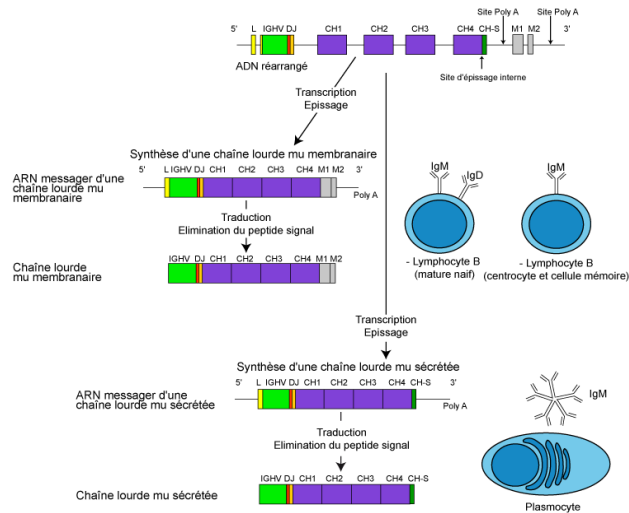 Site Poly A
Site Poly A
5'
L
IGHV
DJ
CH1
CH2
CH3
CH4
CH-S
M1
M2
3'
ADN réarrangé
Site d'épissage interne
Transcription
Epissage
Synthèse d'une chaîne lourde mu membranaire
ARN messager d'une
chaîne lourde mu
membranaire
5'
L IGHV DJ CH1 CH2 CH3 CH4 M1 M2
3'
Poly A
Traduction
Elimination du peptide signal
Chaîne lourde
mu membranaire
IGHV DJ CH1 CH2 CH3 CH4 M1 M2
IgM
IgD
- Lymphocyte B
(mature naif)
IgM
- Lymphocyte B
(centrocyte et cellule mémoire)
Transcription
Epissage
Synthèse d'une chaîne lourde mu sécrétée
ARN messager d'une
chaîne lourde mu sécrétée
5'
L IGHV DJ CH1 CH2 CH3 CH4 CH-S
3'
Poly A
Traduction
Elimination du peptide signal
Chaîne lourde mu sécrétée
IGHV DJ CH1 CH2 CH3 CH4 CH-S
IgM
Plasmocyte